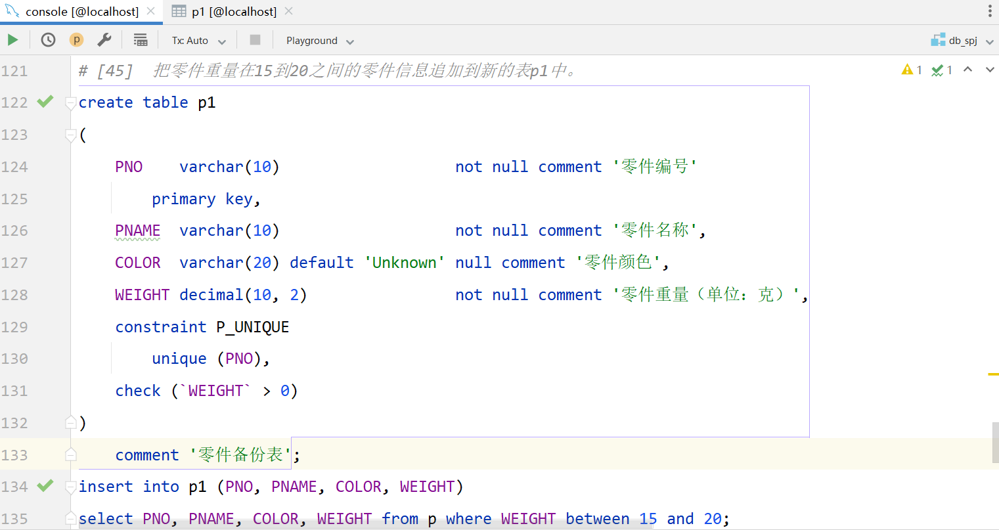 console [@localhost] p1 [@localhost]
p Tx: Auto Playground db_spj
121 # [45] 把零件重量在15到20之间的零件信息追加到新的表p1中。 1 1
122 create table p1
123 (
124 PNO varchar(10) not null comment '零件编号'
125 primary key,
126 PNAME varchar(10) not null comment '零件名称',
127 COLOR varchar(20) default 'Unknown' null comment '零件颜色',
128 WEIGHT decimal(10, 2) not null comment '零件重量（单位：克）',
129 constraint P_UNIQUE
130 unique (PNO),
131 check (`WEIGHT` > 0)
132 )
133 comment '零件备份表';
134 insert into p1 (PNO, PNAME, COLOR, WEIGHT)
135 select PNO, PNAME, COLOR, WEIGHT from p where WEIGHT between 15 and 20;